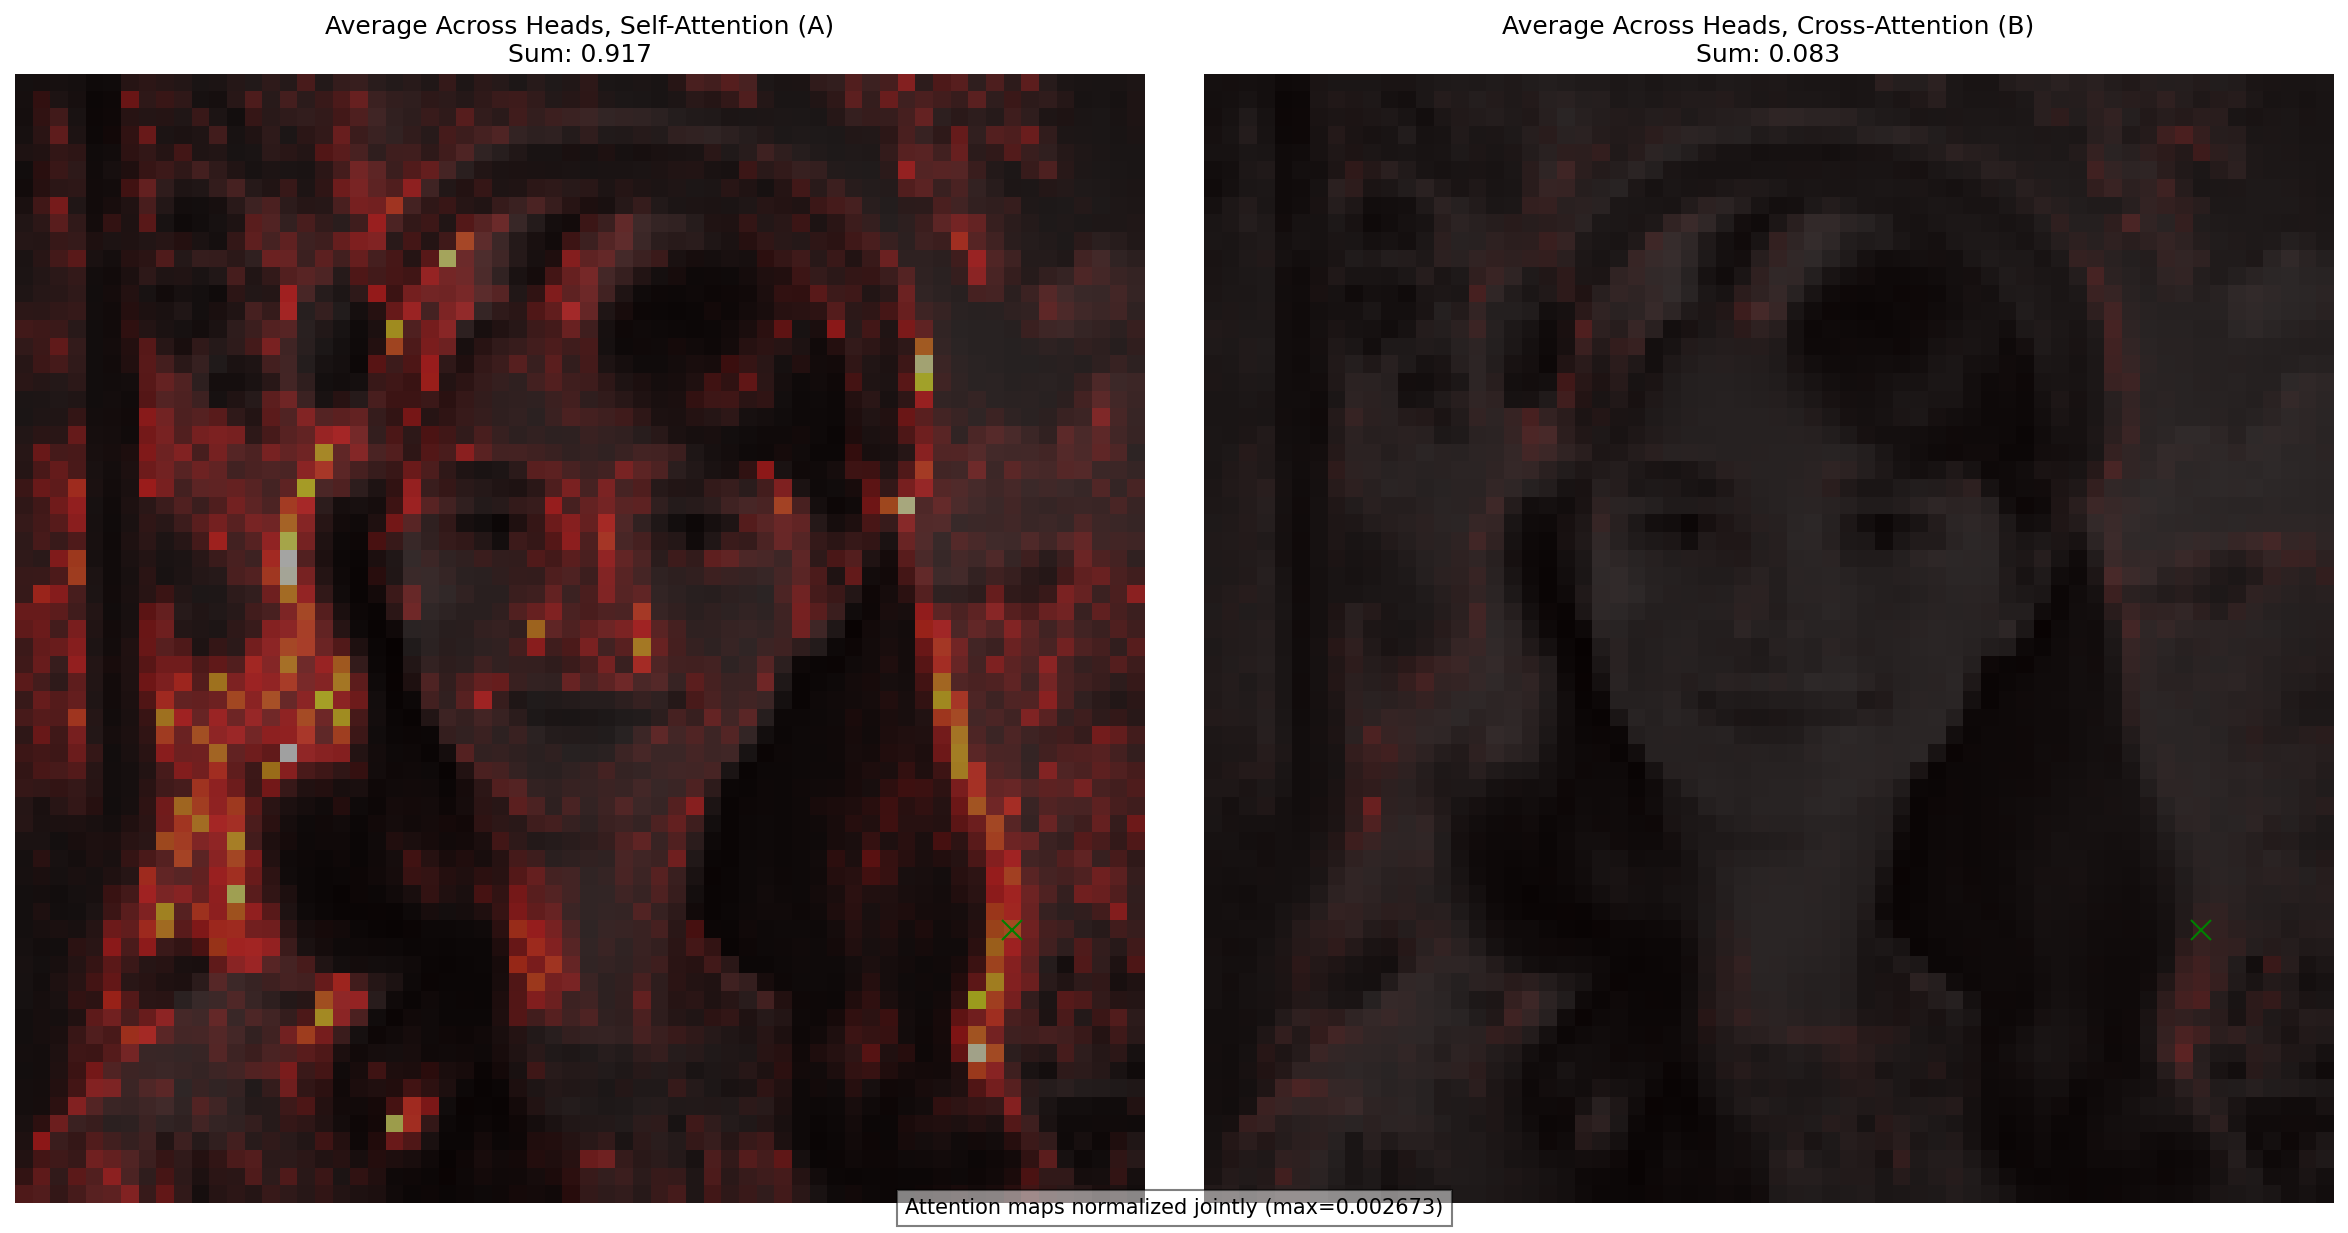 Average Across Heads, Self-Attention (A)
Sum: 0.917
Average Across Heads, Cross-Attention (B)
Sum: 0.083
Attention maps normalized jointly (max=0.002673)